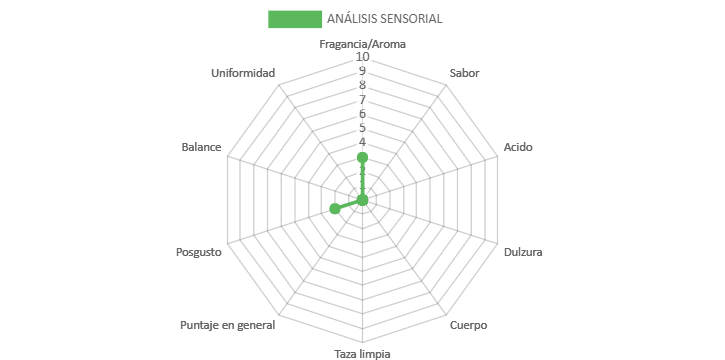 ANÁLISIS SENSORIAL
Fragancia/Aroma
10
9
8
7
6
5
4
Uniformidad
Sabor
Balance
Acido
Posgusto
Dulzura
Puntaje en general
Cuerpo
Taza limpia